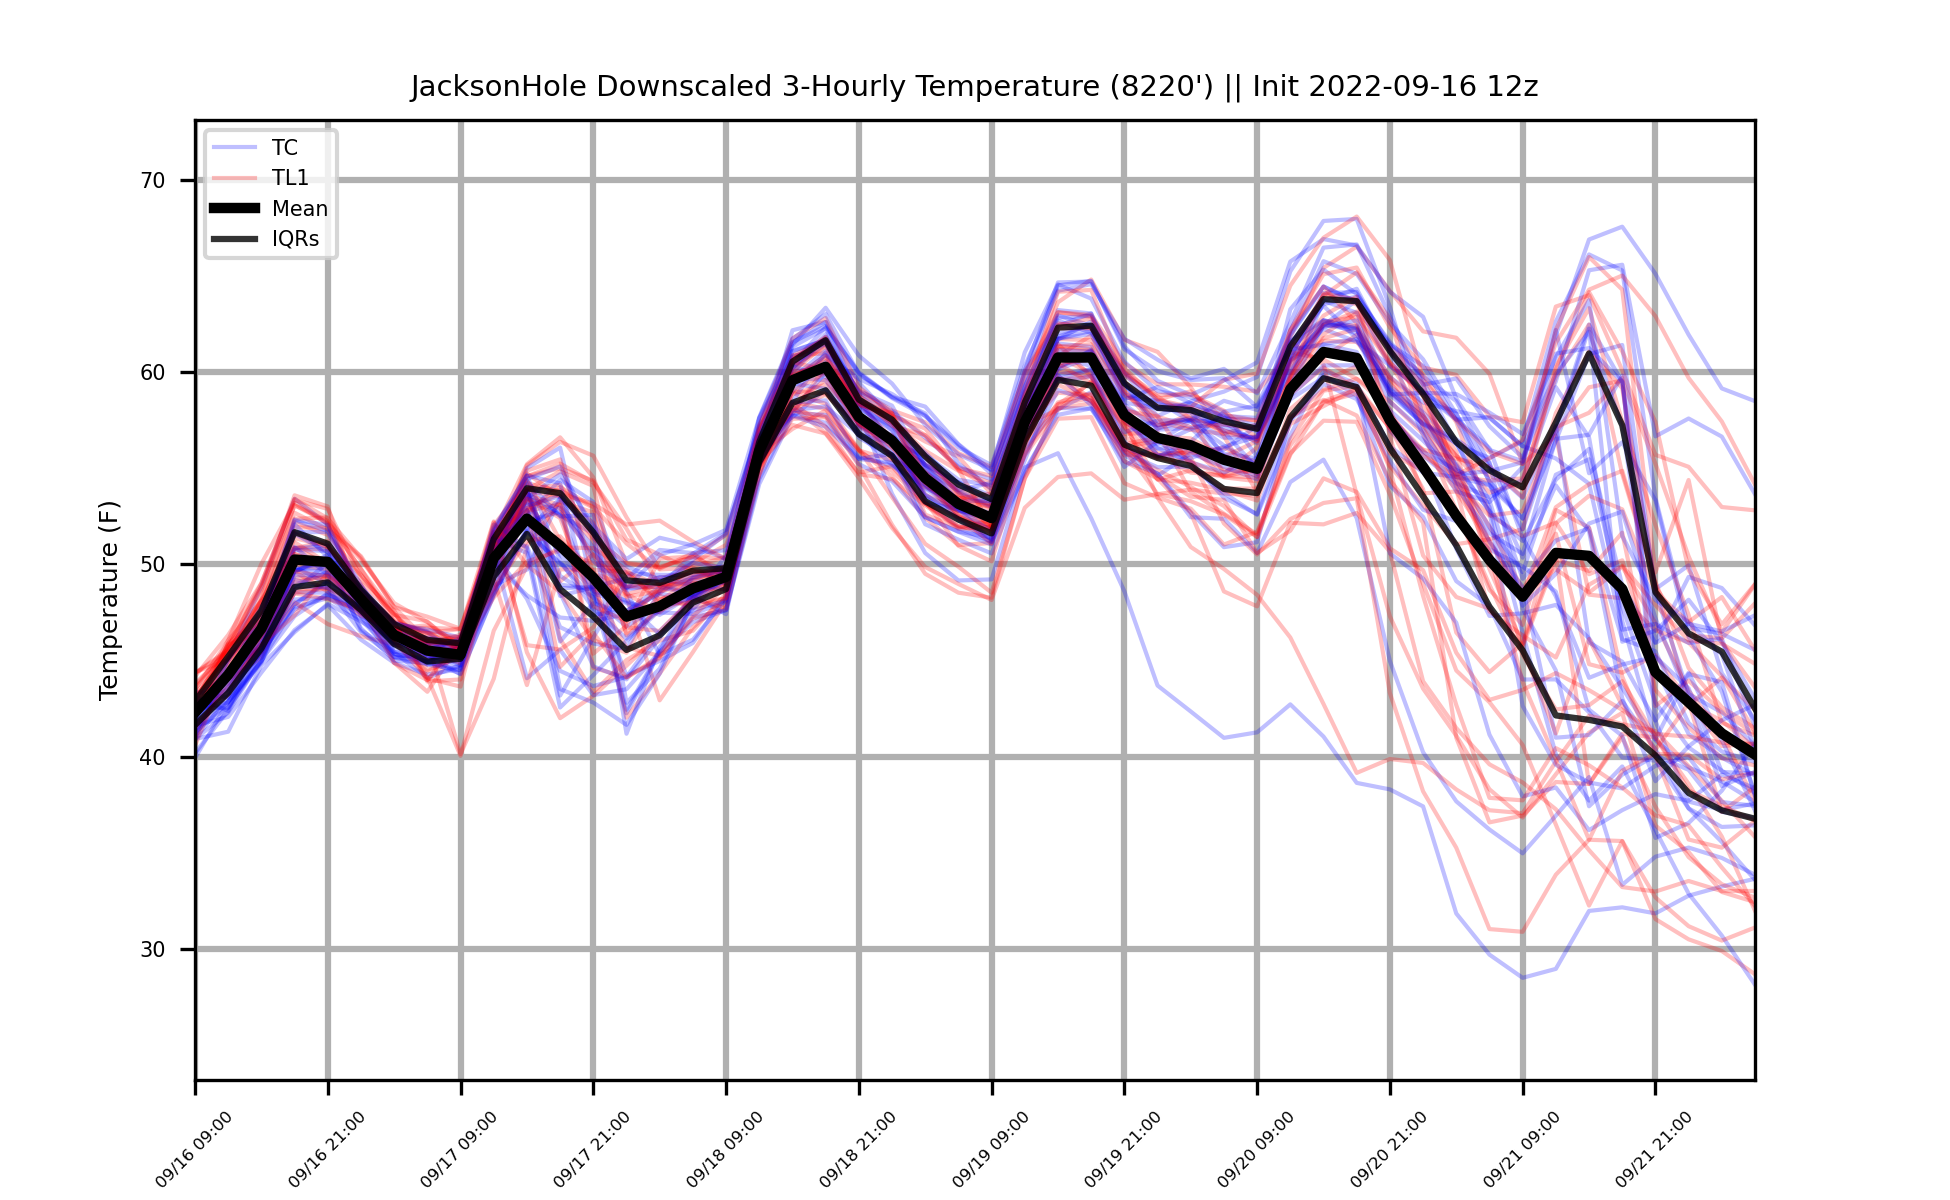 JacksonHole Downscaled 3-Hourly Temperature (8220') || Init 2022-09-16 12z
TC
TL1
Mean
IQRs
Temperature (F)
70
60
50
40
30
09/16 09:00
09/16 21:00
09/17 09:00
09/17 21:00
09/18 09:00
09/18 21:00
09/19 09:00
09/19 21:00
09/20 09:00
09/20 21:00
09/21 09:00
09/21 21:00